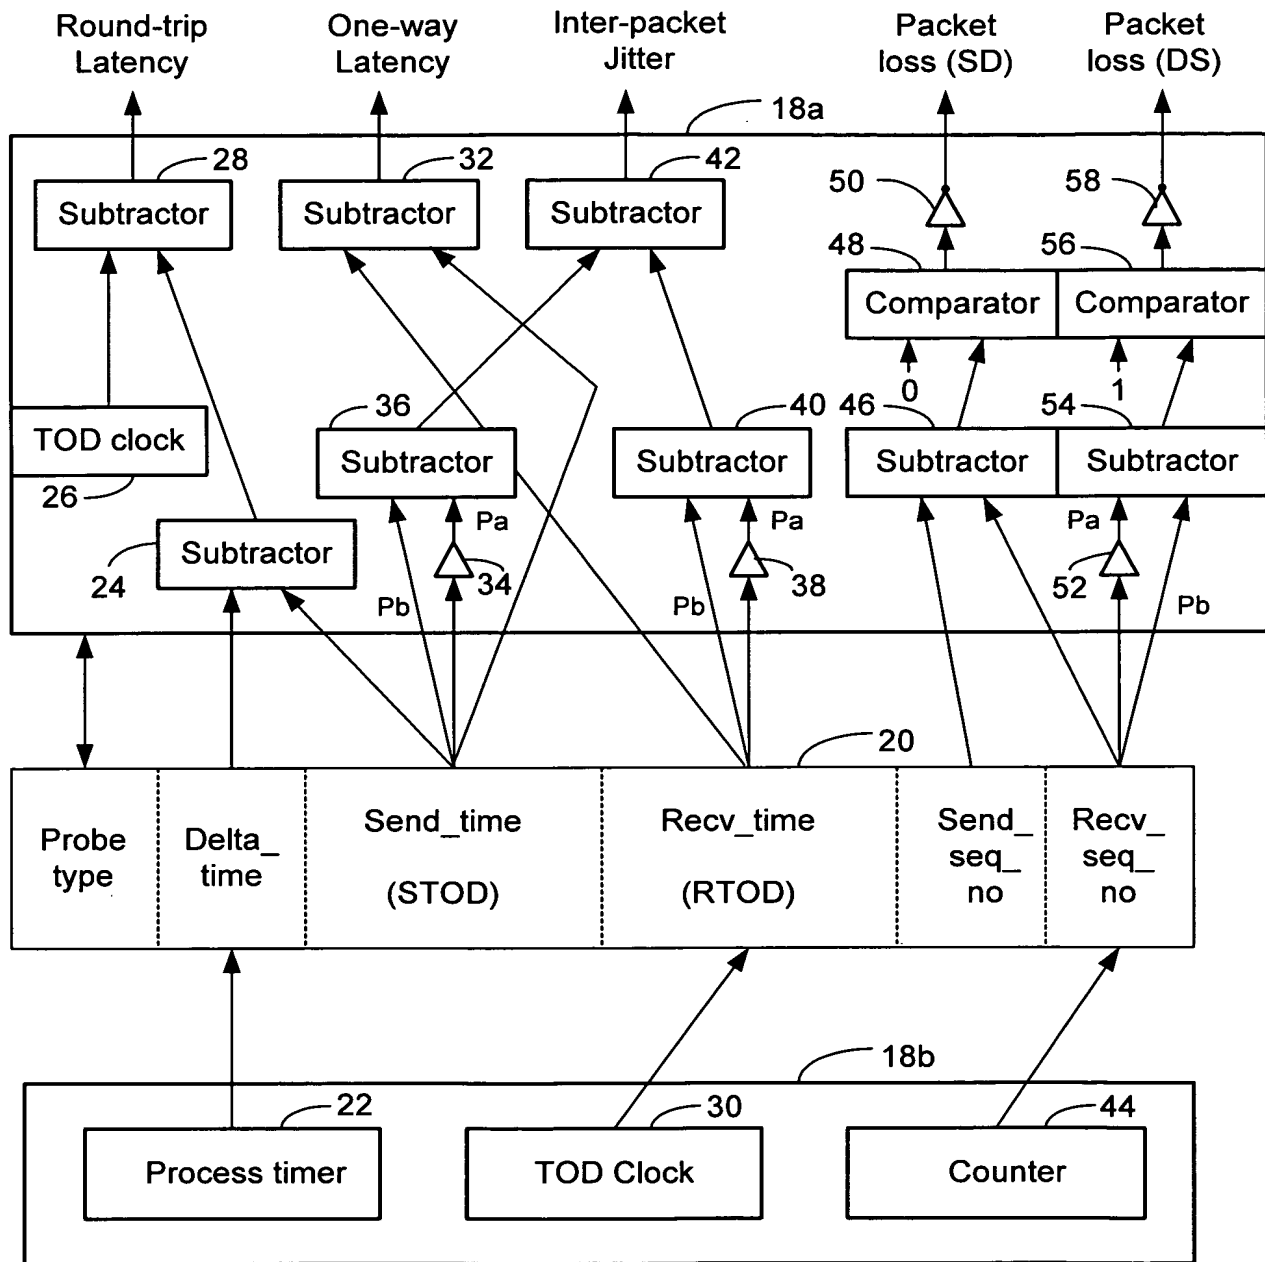 Round-trip
Latency
One-way
Latency
Inter-packet
Jitter
Packet
loss (SD)
Packet
loss (DS)
18a
28
32
42
50
58
Subtractor
Subtractor
Subtractor
48
56
Comparator
Comparator
0
1
36
40
46
54
TOD clock
Subtractor
Subtractor
Subtractor
Subtractor
26
Pa
Pa
Pa
Subtractor
24
34
38
52
Pb
Pb
Pb
20
Probe
type
Delta_
time
Send_time
(STOD)
Recv_time
(RTOD)
Send_
seq_
no
Recv_
seq_
no
18b
22
30
44
Process timer
TOD Clock
Counter